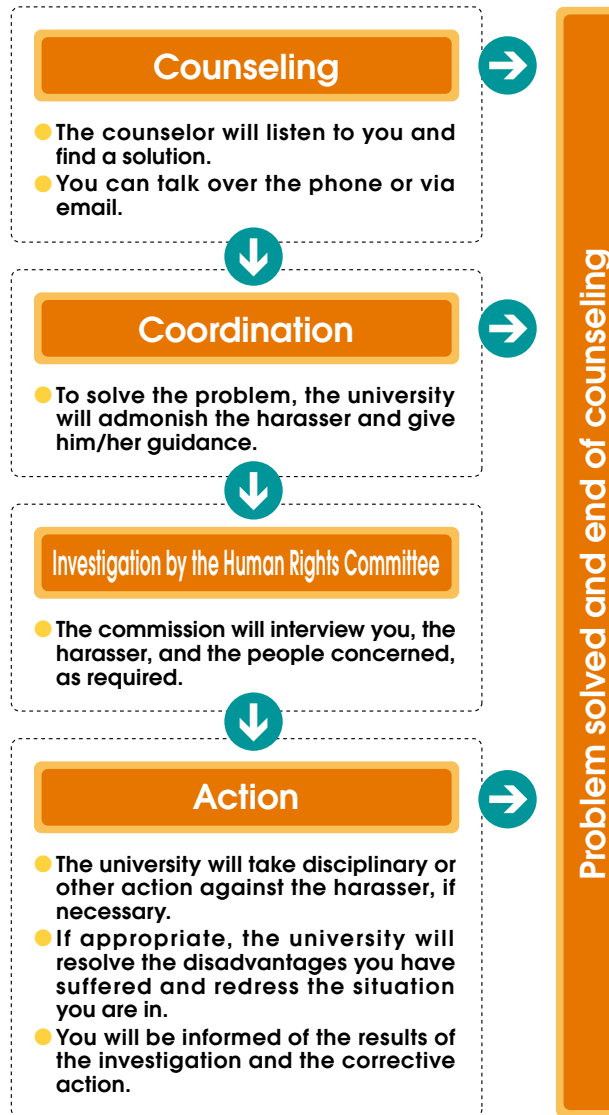 Counseling
The counselor will listen to you and
find a solution.
You can talk over the phone or via
email.
Coordination
To solve the problem, the university
will admonish the harasser and give
him/her guidance.
Investigation by the Human Rights Committee
The commission will interview you, the
harasser, and the people concerned,
as required.
Action
The university will take disciplinary or
other action against the harasser, if
necessary.
If appropriate, the university will
resolve the disadvantages you have
suffered and redress the situation
you are in.
You will be informed of the results of
the investigation and the corrective
action.
Problem solved and end of counseling